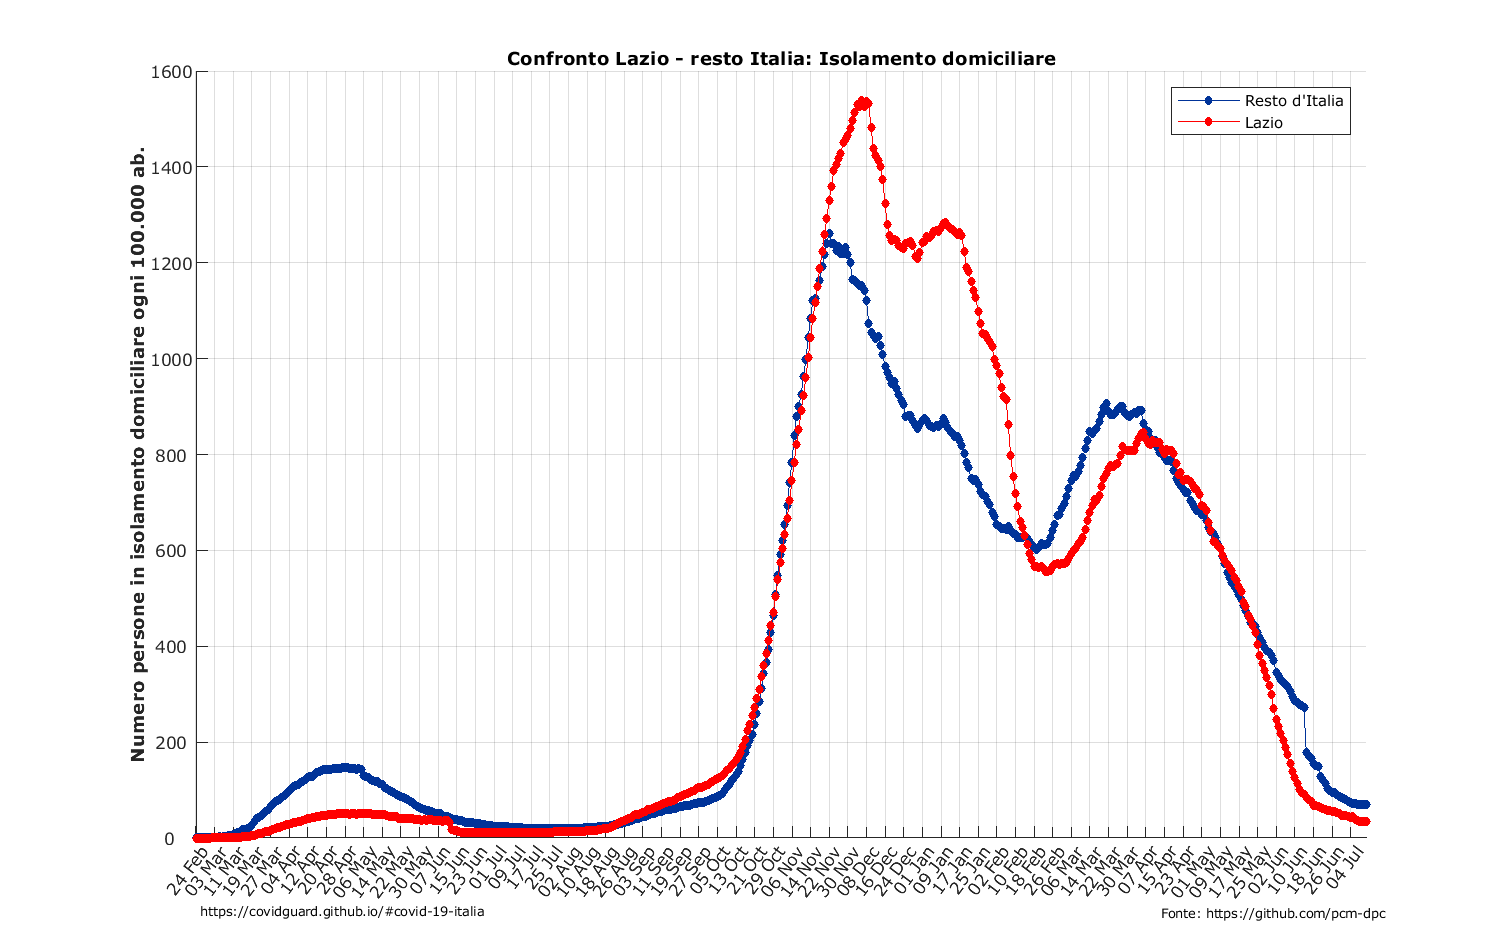 Confronto Lazio - resto Italia: Isolamento domiciliare
Numero persone in isolamento domiciliare ogni 100.000 ab.
1600
1400
1200
1000
800
600
400
200
0
Resto d'Italia
Lazio
24 Feb
03 Mar
11 Mar
19 Mar
27 Mar
04 Apr
12 Apr
20 Apr
28 Apr
06 May
14 May
22 May
30 May
07 Jun
15 Jun
23 Jun
01 Jul
09 Jul
17 Jul
25 Jul
02 Aug
10 Aug
18 Aug
26 Aug
03 Sep
11 Sep
19 Sep
27 Sep
05 Oct
13 Oct
21 Oct
29 Oct
06 Nov
14 Nov
22 Nov
30 Nov
08 Dec
16 Dec
24 Dec
01 Jan
09 Jan
17 Jan
25 Jan
02 Feb
10 Feb
18 Feb
26 Feb
06 Mar
14 Mar
22 Mar
30 Mar
07 Apr
15 Apr
23 Apr
01 May
09 May
17 May
25 May
02 Jun
10 Jun
18 Jun
26 Jun
04 Jul
https://covidguard.github.io/#covid-19-italia
Fonte: https://github.com/pcm-dpc